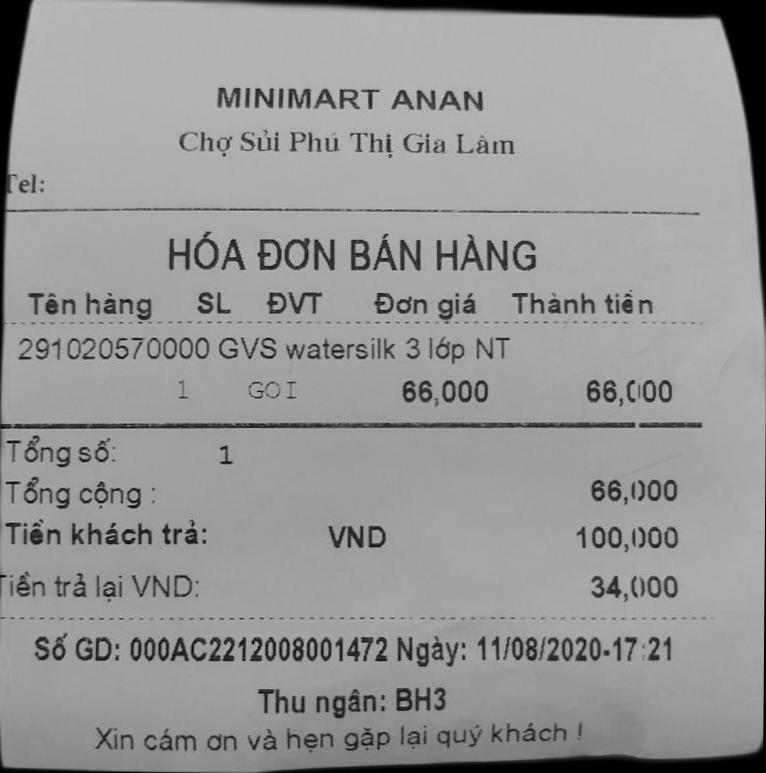 MINIMART ANAN
Chợ Sủi Phú Thị Gia Lâm
Tel:
HÓA ĐƠN BÁN HÀNG
Tên hàng SL ĐVT Đơn giá Thành tiền
291020570000 GVS watersilk 3 lớp NT
1 GOI 66,000 66,000
Tổng số: 1
Tổng cộng : 66,000
Tiền khách trả: VND 100,000
Tiền trả lại VND: 34,000
Số GD: 000AC2212008001472 Ngày: 11/08/2020-17:21
Thu ngân: BH3
Xin cám ơn và hẹn gặp lại quý khách !